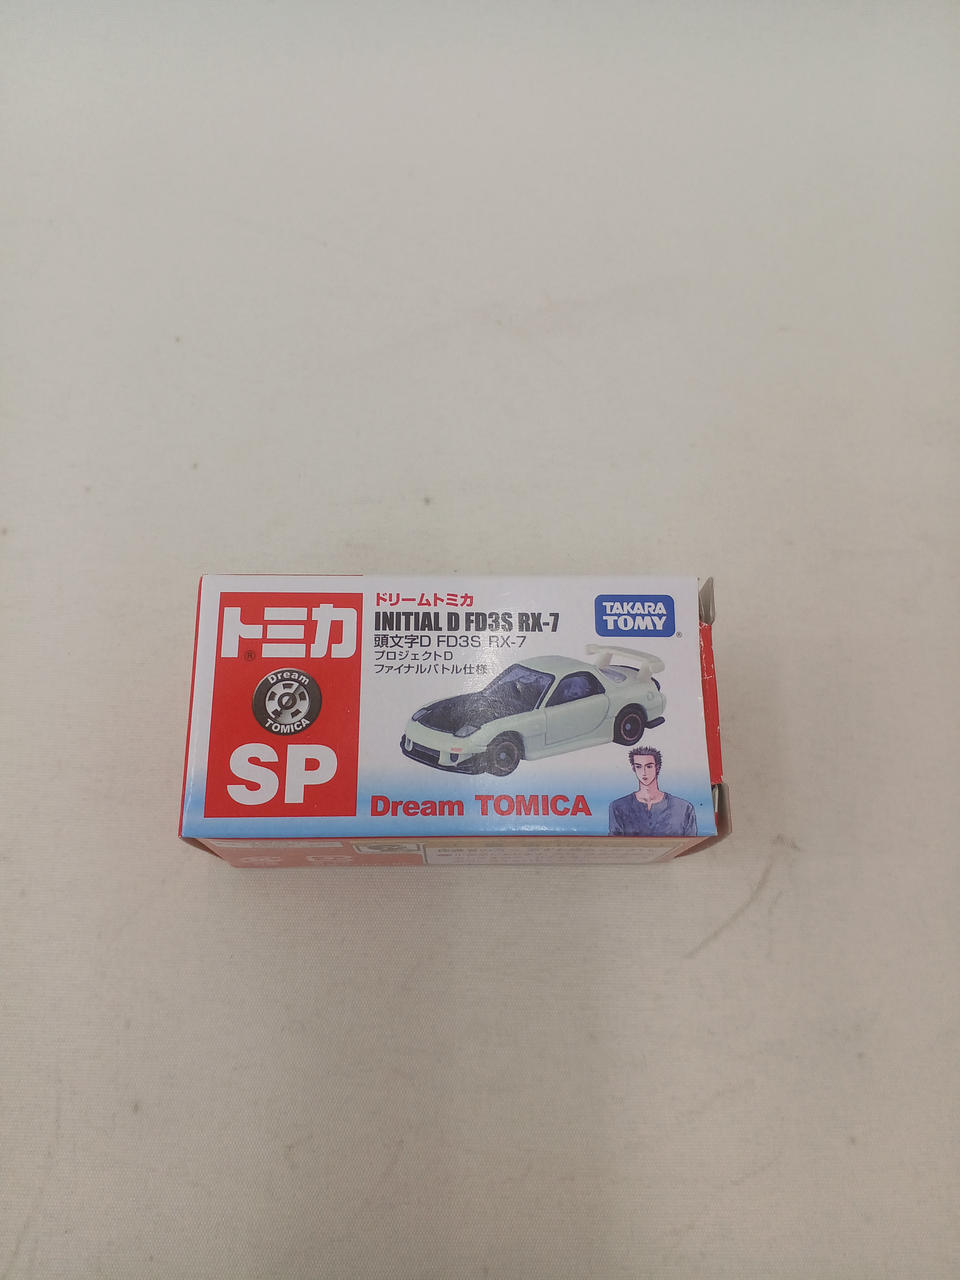 トミカ
®
Dream
TOMICA
SP
ドリームトミカ
INITIAL D FD3S RX-7
頭文字D FD3S RX-7
プロジェクトD
ファイナルバトル仕様
TAKARA
TOMY
®
Dream TOMICA